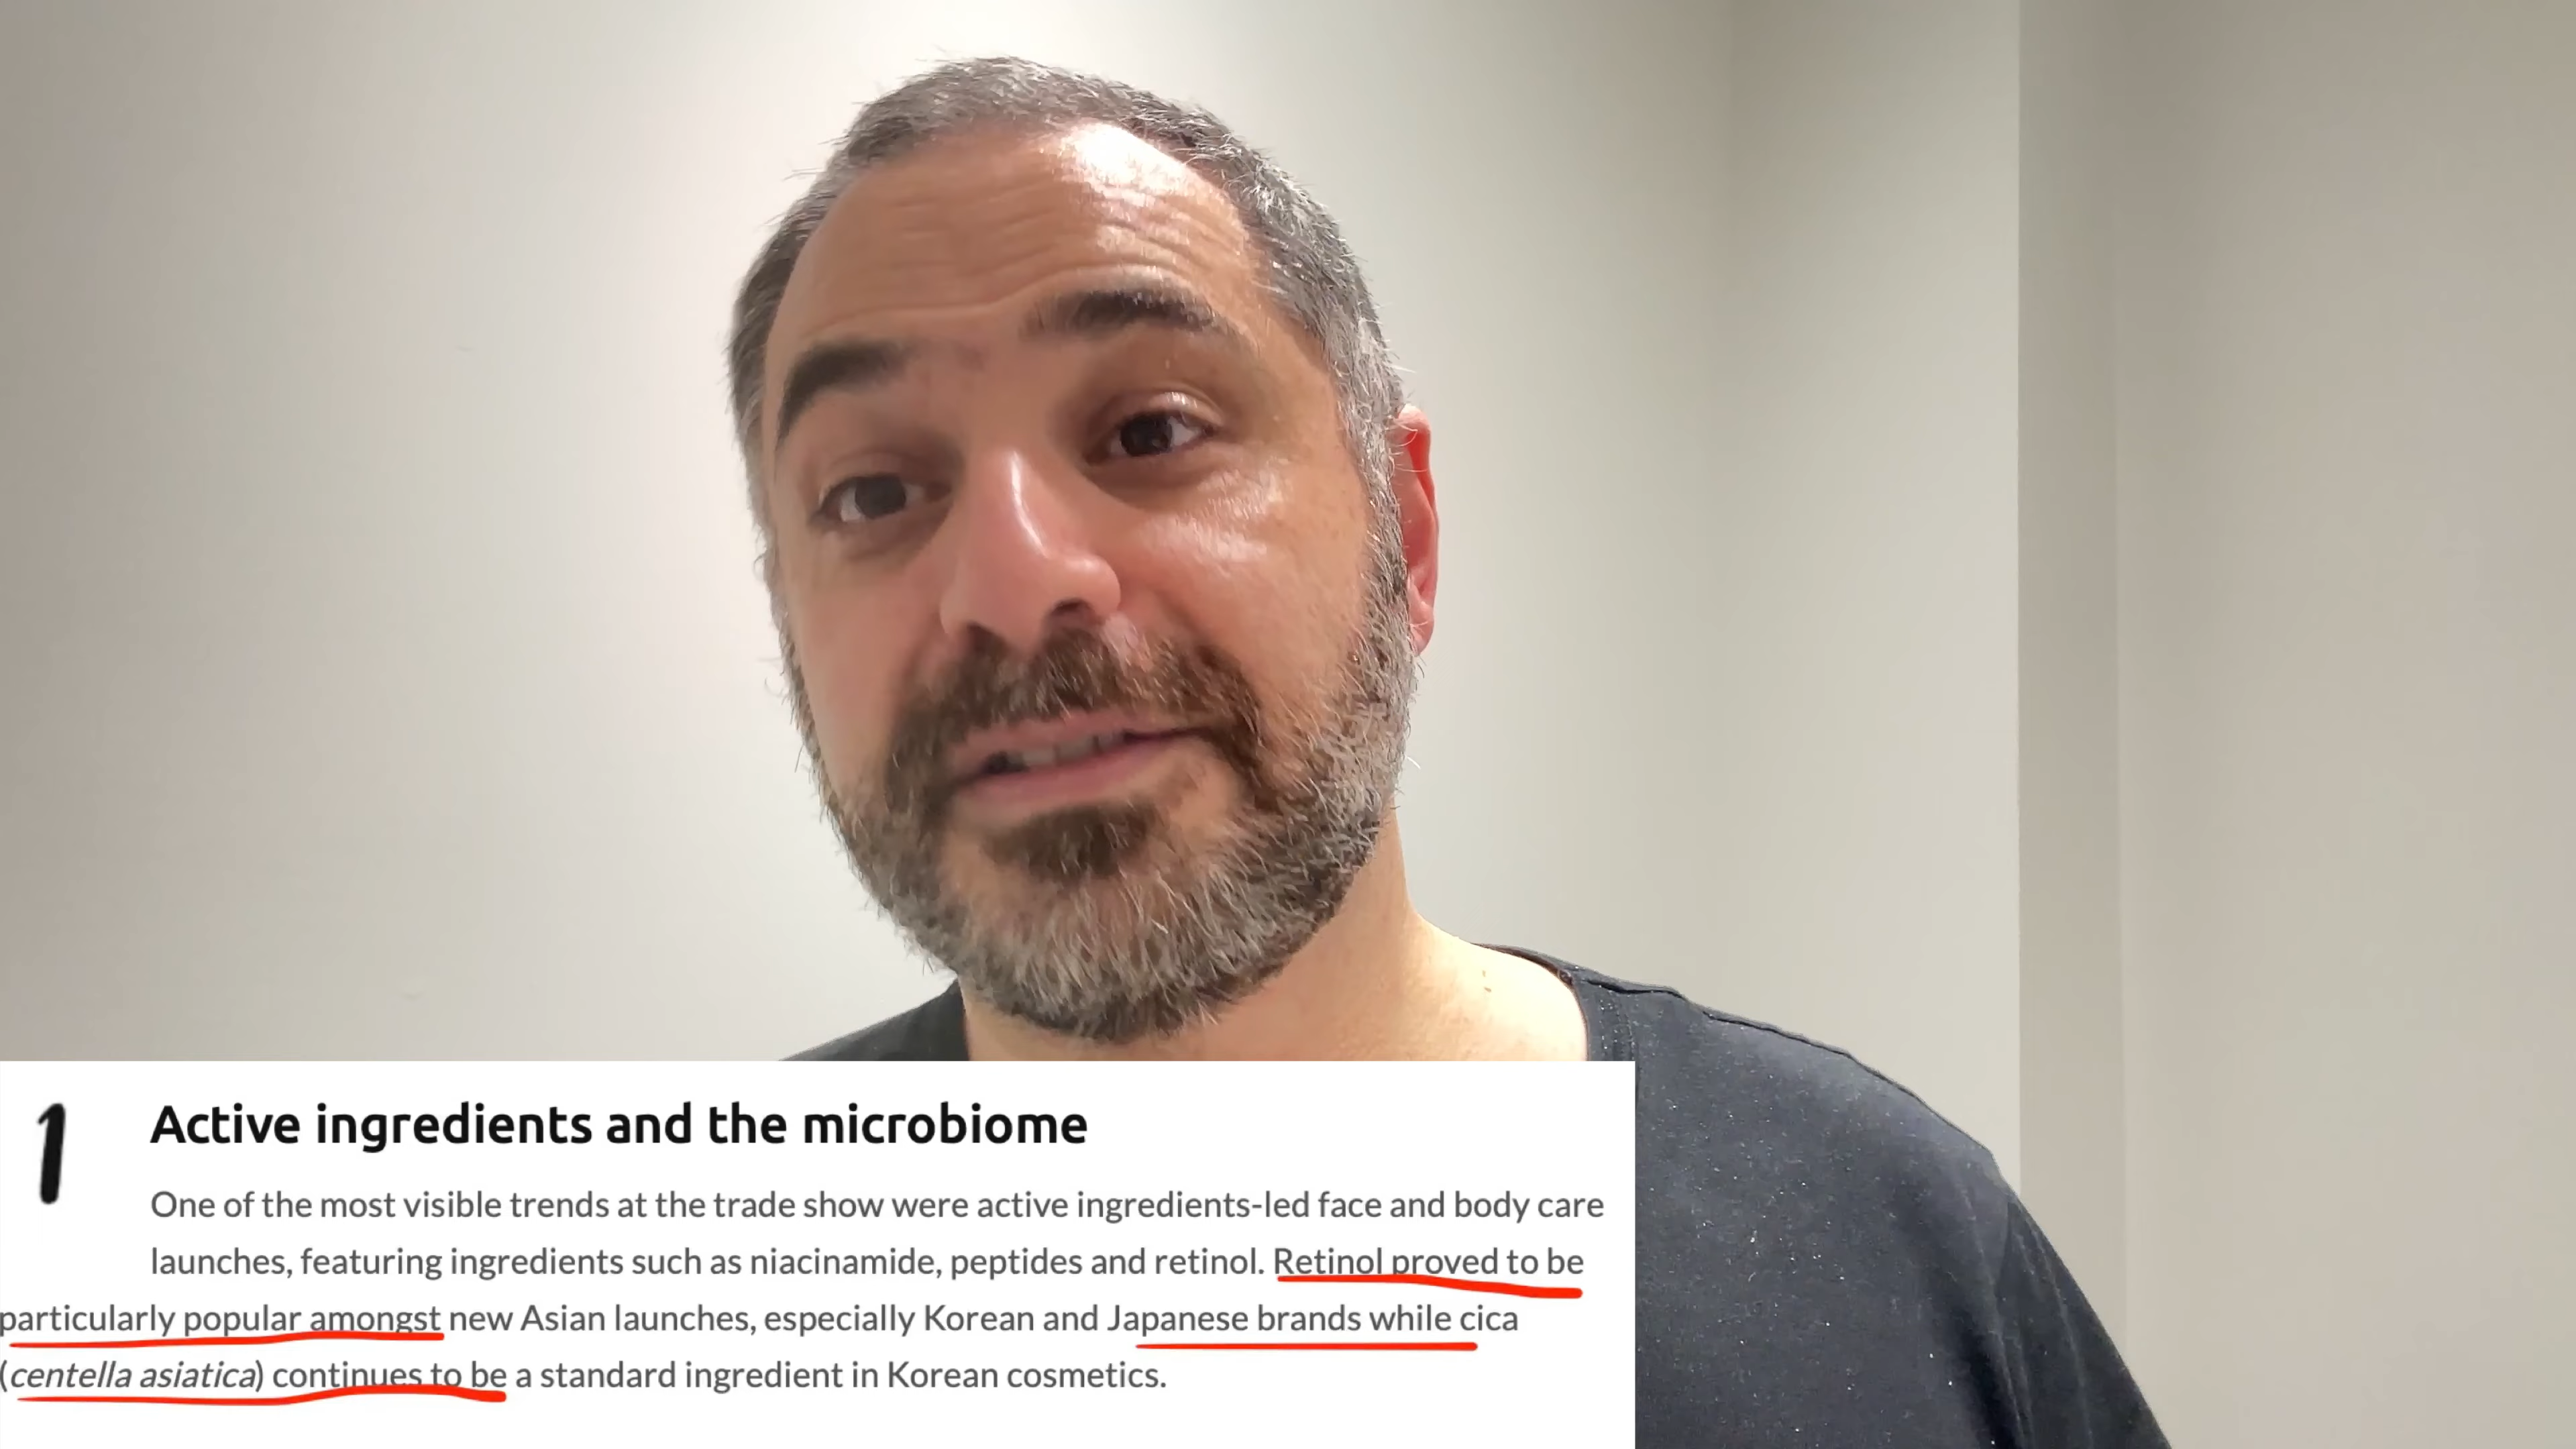 1 Active ingredients and the microbiome
One of the most visible trends at the trade show were active ingredients-led face and body care
launches, featuring ingredients such as niacinamide, peptides and retinol. Retinol proved to be
particularly popular amongst new Asian launches, especially Korean and Japanese brands while cica
(centella asiatica) continues to be a standard ingredient in Korean cosmetics.